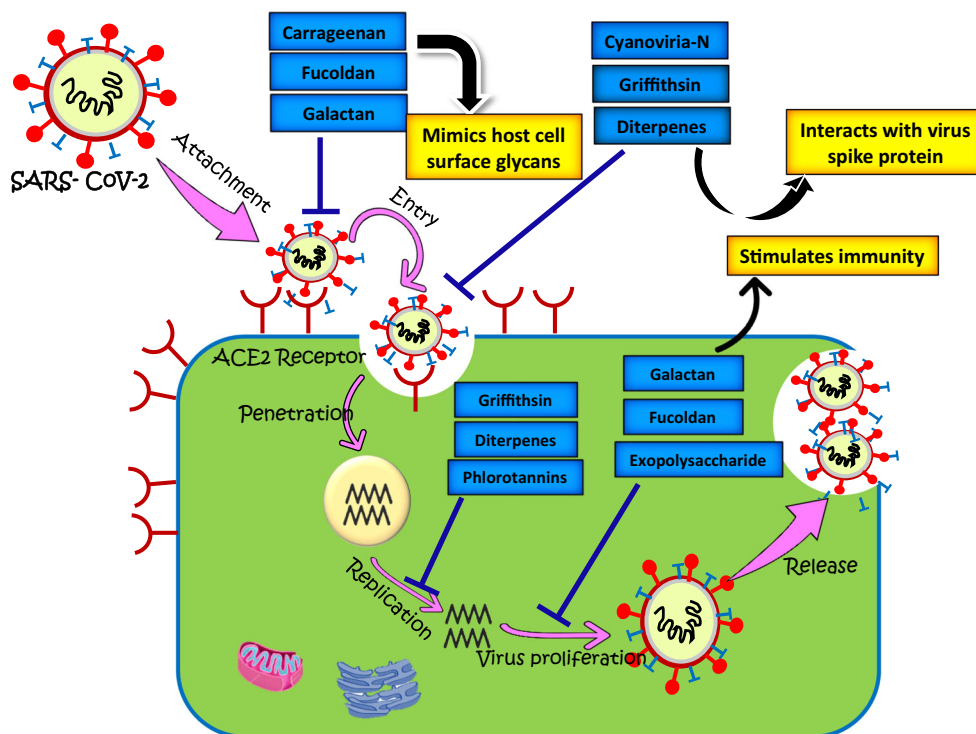 Carrageenan
Fucoldan
Galactan
Cyanoviria-N
Griffithsin
Diterpenes
Mimics host cell
surface glycans
Interacts with virus
spike protein
SARS- CoV-2
Attachment
Entry
Stimulates immunity
ACE2 Receptor
Penetration
Griffithsin
Diterpenes
Phlorotannins
Galactan
Fucoldan
Exopolysaccharide
Replication
Virus proliferation
Release